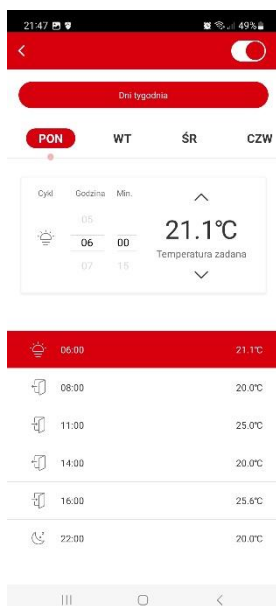 21:47 49%
Dni tygodnia
PON WT ŚR CZW
Cykl Godzina Min.
05
06 00
07 15
21.1°C
Temperatura zadana
06:00 21.1°C
08:00 20.0°C
11:00 25.0°C
14:00 20.0°C
16:00 25.6°C
22:00 20.0°C